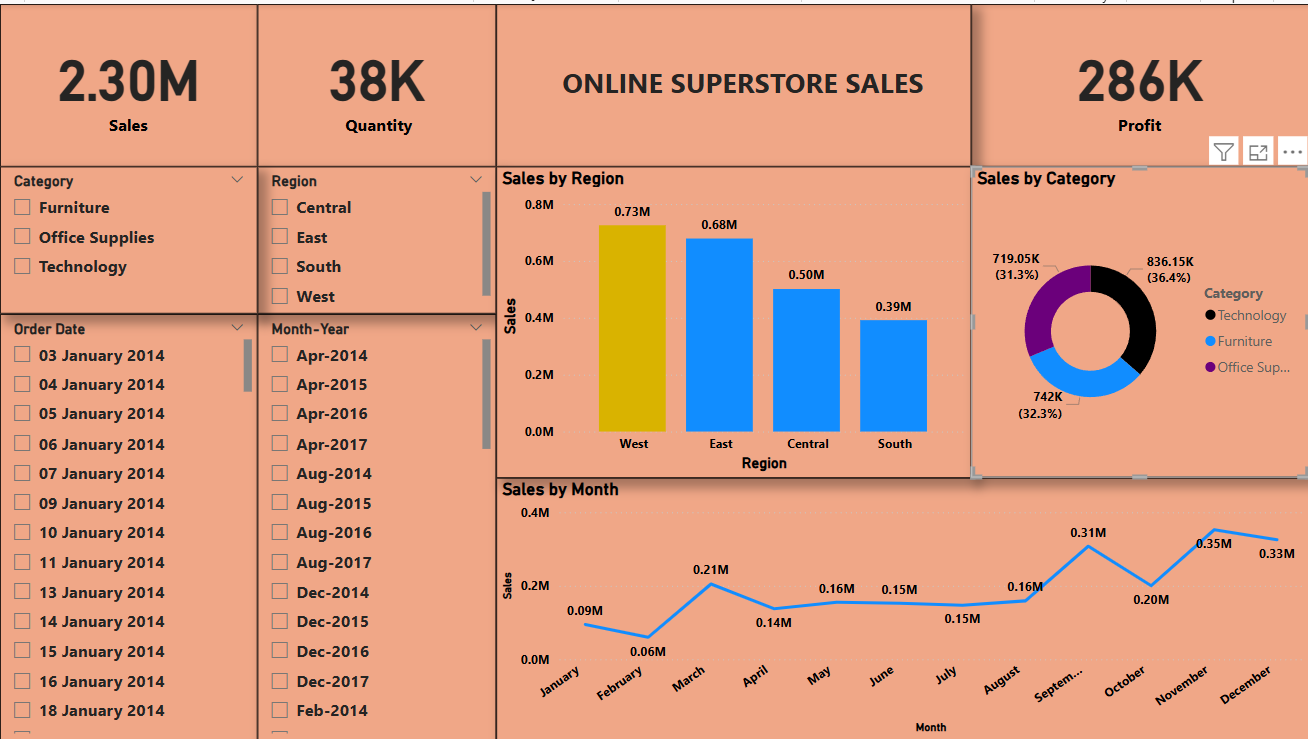 2.30M
Sales
38K
Quantity
ONLINE SUPERSTORE SALES
286K
Profit
Category
Furniture
Office Supplies
Technology
Region
Central
East
South
West
Order Date
03 January 2014
04 January 2014
05 January 2014
06 January 2014
07 January 2014
09 January 2014
10 January 2014
11 January 2014
13 January 2014
14 January 2014
15 January 2014
16 January 2014
18 January 2014
Month-Year
Apr-2014
Apr-2015
Apr-2016
Apr-2017
Aug-2014
Aug-2015
Aug-2016
Aug-2017
Dec-2014
Dec-2015
Dec-2016
Dec-2017
Feb-2014
Sales by Region
Sales
0.8M
0.6M
0.4M
0.2M
0.0M
0.73M
0.68M
0.50M
0.39M
West
East
Central
South
Region
Sales by Category
719.05K
(31.3%)
836.15K
(36.4%)
742K
(32.3%)
Category
Technology
Furniture
Office Sup...
Sales by Month
Sales
0.4M
0.2M
0.0M
0.09M
0.06M
0.21M
0.14M
0.16M
0.15M
0.15M
0.16M
0.31M
0.20M
0.35M
0.33M
January
February
March
April
May
June
July
August
Septem...
October
November
December
Month